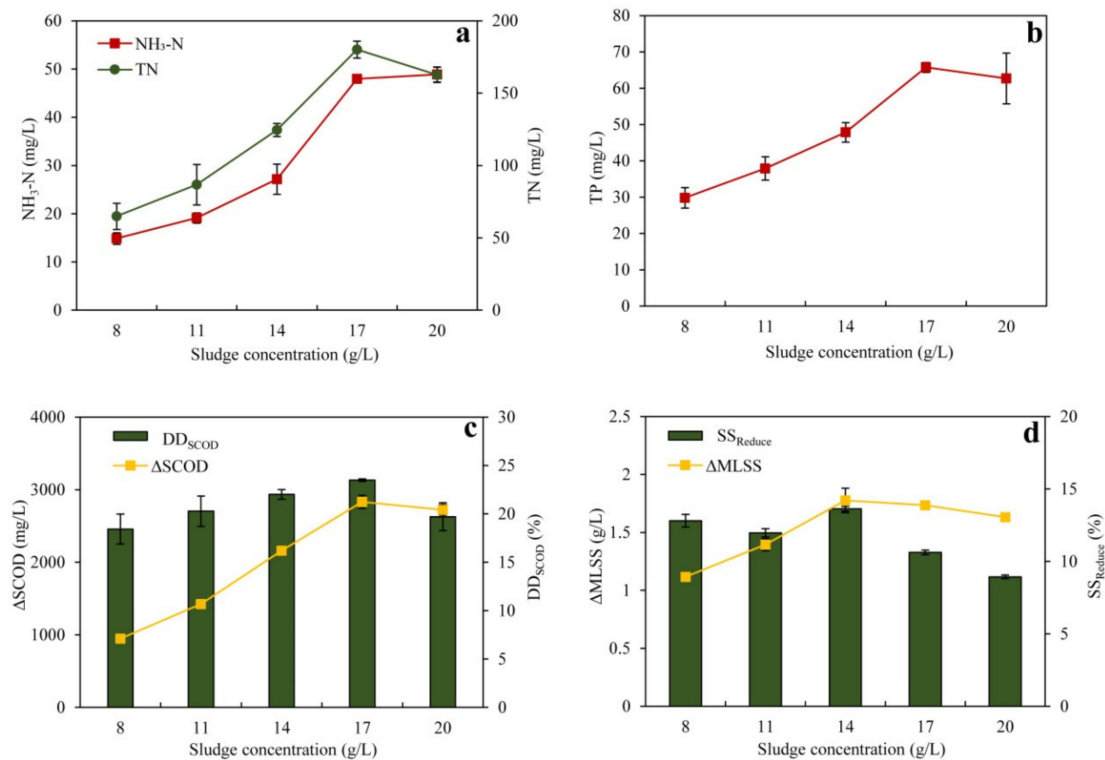 a
NH₃-N
TN
60
50
40
30
20
10
0
NH₃-N (mg/L)
200
150
100
50
0
TN (mg/L)
8 11 14 17 20
Sludge concentration (g/L)
b
80
70
60
50
40
30
20
10
0
TP (mg/L)
8 11 14 17 20
Sludge concentration (g/L)
c
DD_SCOD
ΔSCOD
4000
3000
2000
1000
0
ΔSCOD (mg/L)
30
25
20
15
10
5
0
DD_SCOD (%)
8 11 14 17 20
Sludge concentration (g/L)
d
SS_Reduce
ΔMLSS
2.5
2
1.5
1
0.5
0
ΔMLSS (g/L)
20
15
10
5
0
SS_Reduce (%)
8 11 14 17 20
Sludge concentration (g/L)